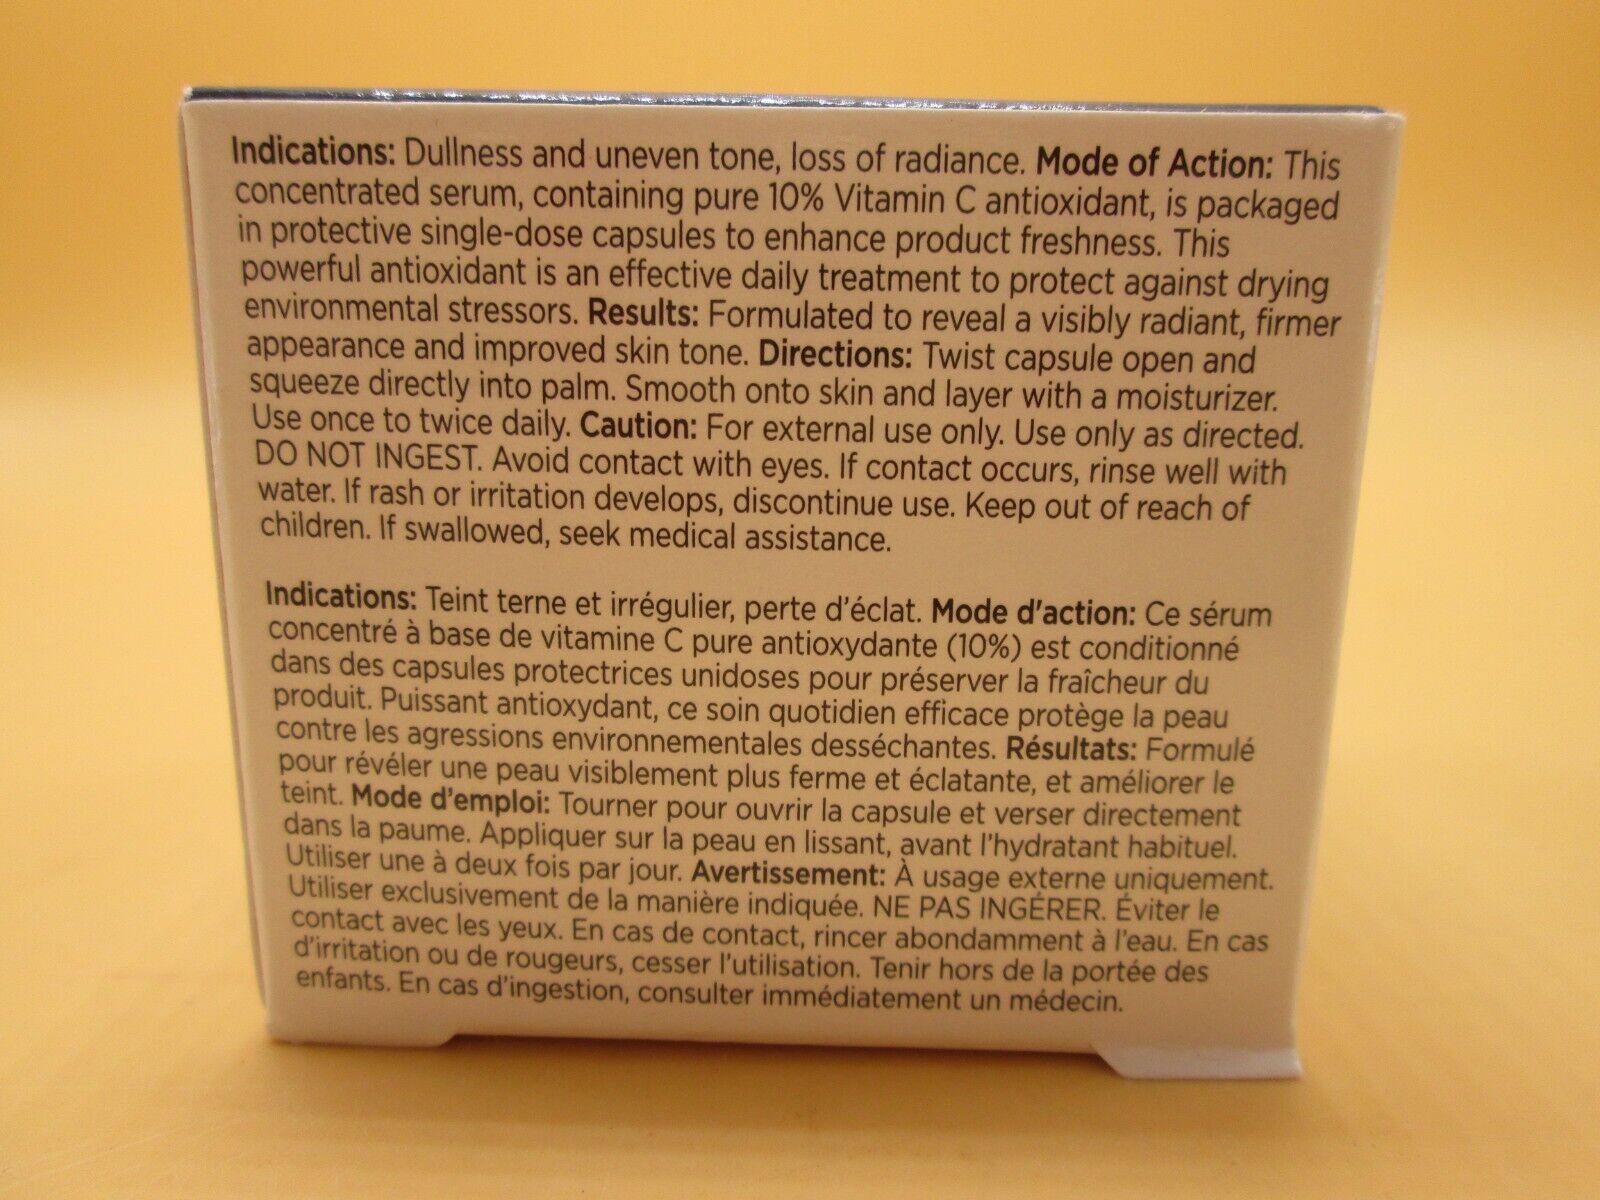 Indications: Dullness and uneven tone, loss of radiance. Mode of Action: This
concentrated serum, containing pure 10% Vitamin C antioxidant, is packaged
in protective single-dose capsules to enhance product freshness. This
powerful antioxidant is an effective daily treatment to protect against drying
environmental stressors. Results: Formulated to reveal a visibly radiant, firmer
appearance and improved skin tone. Directions: Twist capsule open and
squeeze directly into palm. Smooth onto skin and layer with a moisturizer.
Use once to twice daily. Caution: For external use only. Use only as directed.
DO NOT INGEST. Avoid contact with eyes. If contact occurs, rinse well with
water. If rash or irritation develops, discontinue use. Keep out of reach of
children. If swallowed, seek medical assistance.
Indications: Teint terne et irrégulier, perte d'éclat. Mode d'action: Ce sérum
concentré à base de vitamine C pure antioxydante (10%) est conditionné
dans des capsules protectrices unidoses pour préserver la fraîcheur du
produit. Puissant antioxydant, ce soin quotidien efficace protège la peau
contre les agressions environnementales desséchantes. Résultats: Formulé
pour révéler une peau visiblement plus ferme et éclatante, et améliorer le
teint. Mode d'emploi: Tourner pour ouvrir la capsule et verser directement
dans la paume. Appliquer sur la peau en lissant, avant l'hydratant habituel.
Utiliser une à deux fois par jour. Avertissement: À usage externe uniquement.
Utiliser exclusivement de la manière indiquée. NE PAS INGÉRER. Éviter le
contact avec les yeux. En cas de contact, rincer abondamment à l'eau. En cas
d'irritation ou de rougeurs, cesser l'utilisation. Tenir hors de la portée des
enfants. En cas d'ingestion, consulter immédiatement un médecin.